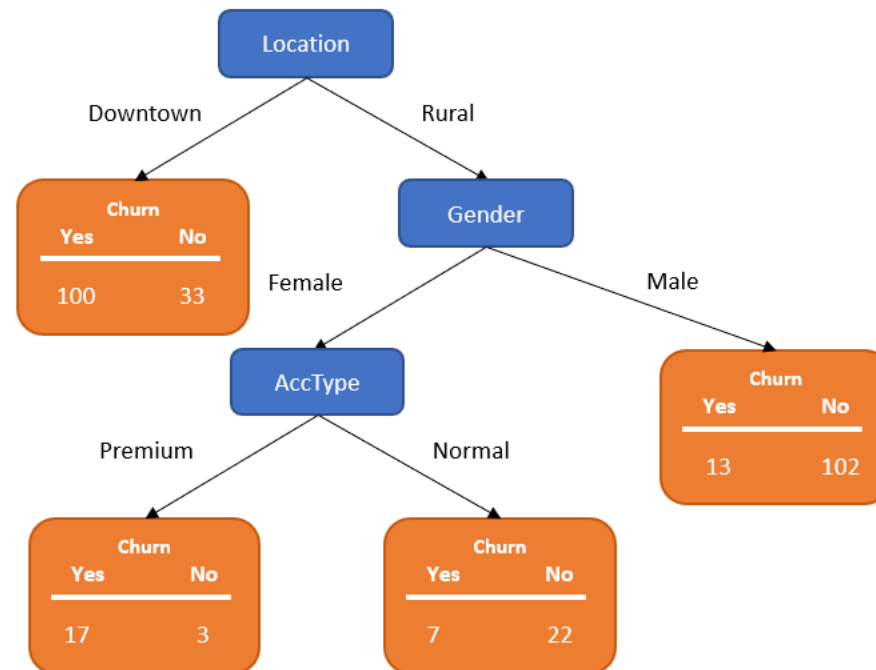 Location
Downtown
Rural
Churn
Yes No
100 33
Gender
Female
Male
AccType
Churn
Yes No
13 102
Premium
Normal
Churn
Yes No
17 3
Churn
Yes No
7 22